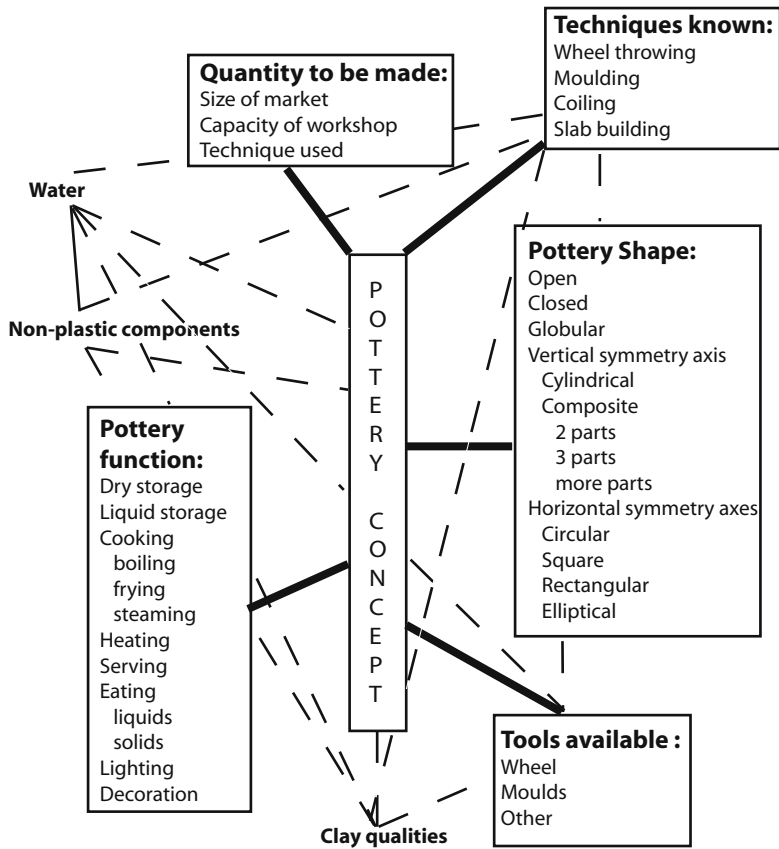 Techniques known:
Wheel throwing
Moulding
Coiling
Slab building
Quantity to be made:
Size of market
Capacity of workshop
Technique used
Water
Non-plastic components
POTTERY CONCEPT
Pottery Shape:
Open
Closed
Globular
Vertical symmetry axis
Cylindrical
Composite
2 parts
3 parts
more parts
Horizontal symmetry axes
Circular
Square
Rectangular
Elliptical
Pottery
function:
Dry storage
Liquid storage
Cooking
boiling
frying
steaming
Heating
Serving
Eating
liquids
solids
Lighting
Decoration
Tools available :
Wheel
Moulds
Other
Clay qualities